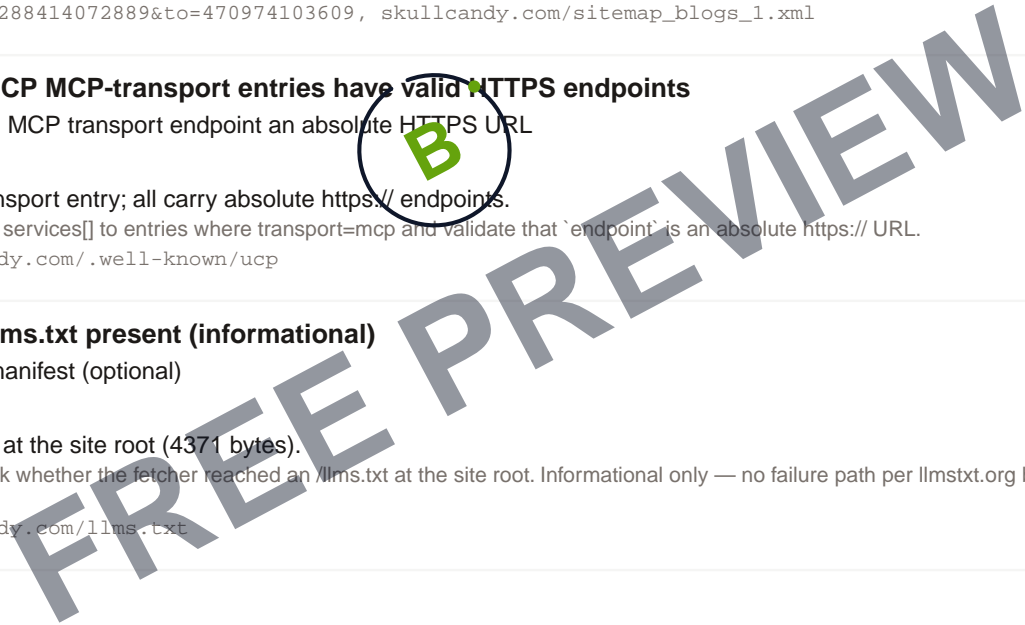 288414072889&to=470974103609, skullcandy.com/sitemap_blogs_1.xml
CP MCP-transport entries have valid HTTPS endpoints
MCP transport endpoint an absolute HTTPS URL
B
nsport entry; all carry absolute https:// endpoints.
services[] to entries where transport=mcp and validate that `endpoint` is an absolute https:// URL.
dy.com/.well-known/ucp
ms.txt present (informational)
manifest (optional)
at the site root (4371 bytes).
k whether the fetcher reached an /llms.txt at the site root. Informational only — no failure path per llmstxt.org
dy.com/llms.txt
FREE PREVIEW